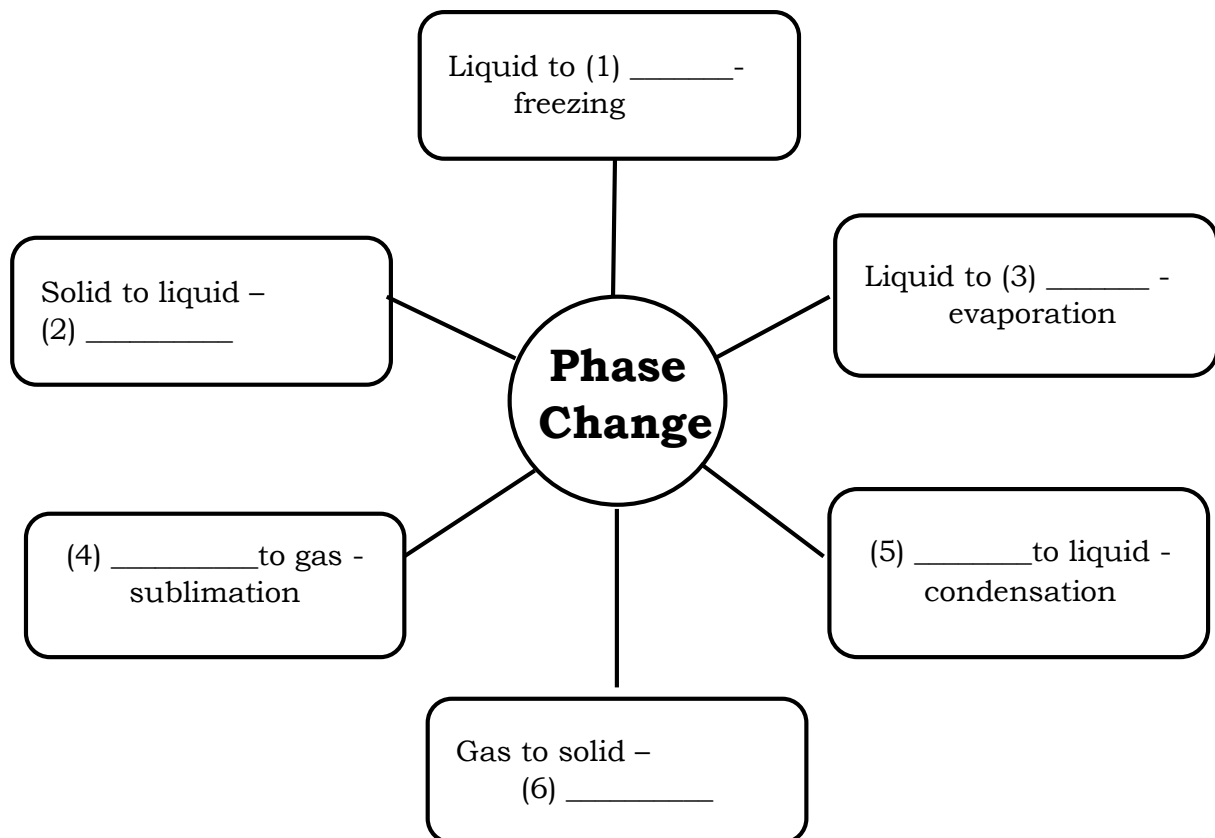 Liquid to (1) _______-
freezing
Solid to liquid –
(2) __________
Liquid to (3) _______ -
evaporation
Phase
Change
(4) __________to gas -
sublimation
(5) ________to liquid -
condensation
Gas to solid –
(6) __________